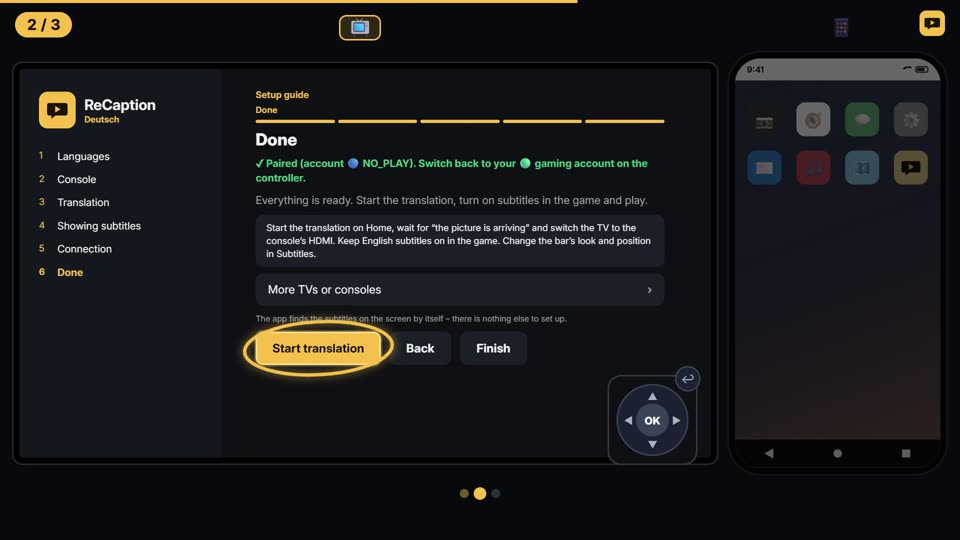 2 / 3
ReCaption
Deutsch
1 Languages
2 Console
3 Translation
4 Showing subtitles
5 Connection
6 Done
Setup guide
Done
Done
✓ Paired (account 🔵 NO_PLAY). Switch back to your 🟢 gaming account on the
controller.
Everything is ready. Start the translation, turn on subtitles in the game and play.
Start the translation on Home, wait for “the picture is arriving” and switch the TV to the
console’s HDMI. Keep English subtitles on in the game. Change the bar’s look and position
in Subtitles.
More TVs or consoles ›
The app finds the subtitles on the screen by itself – there is nothing else to set up.
Start translation
Back
Finish
OK
9:41